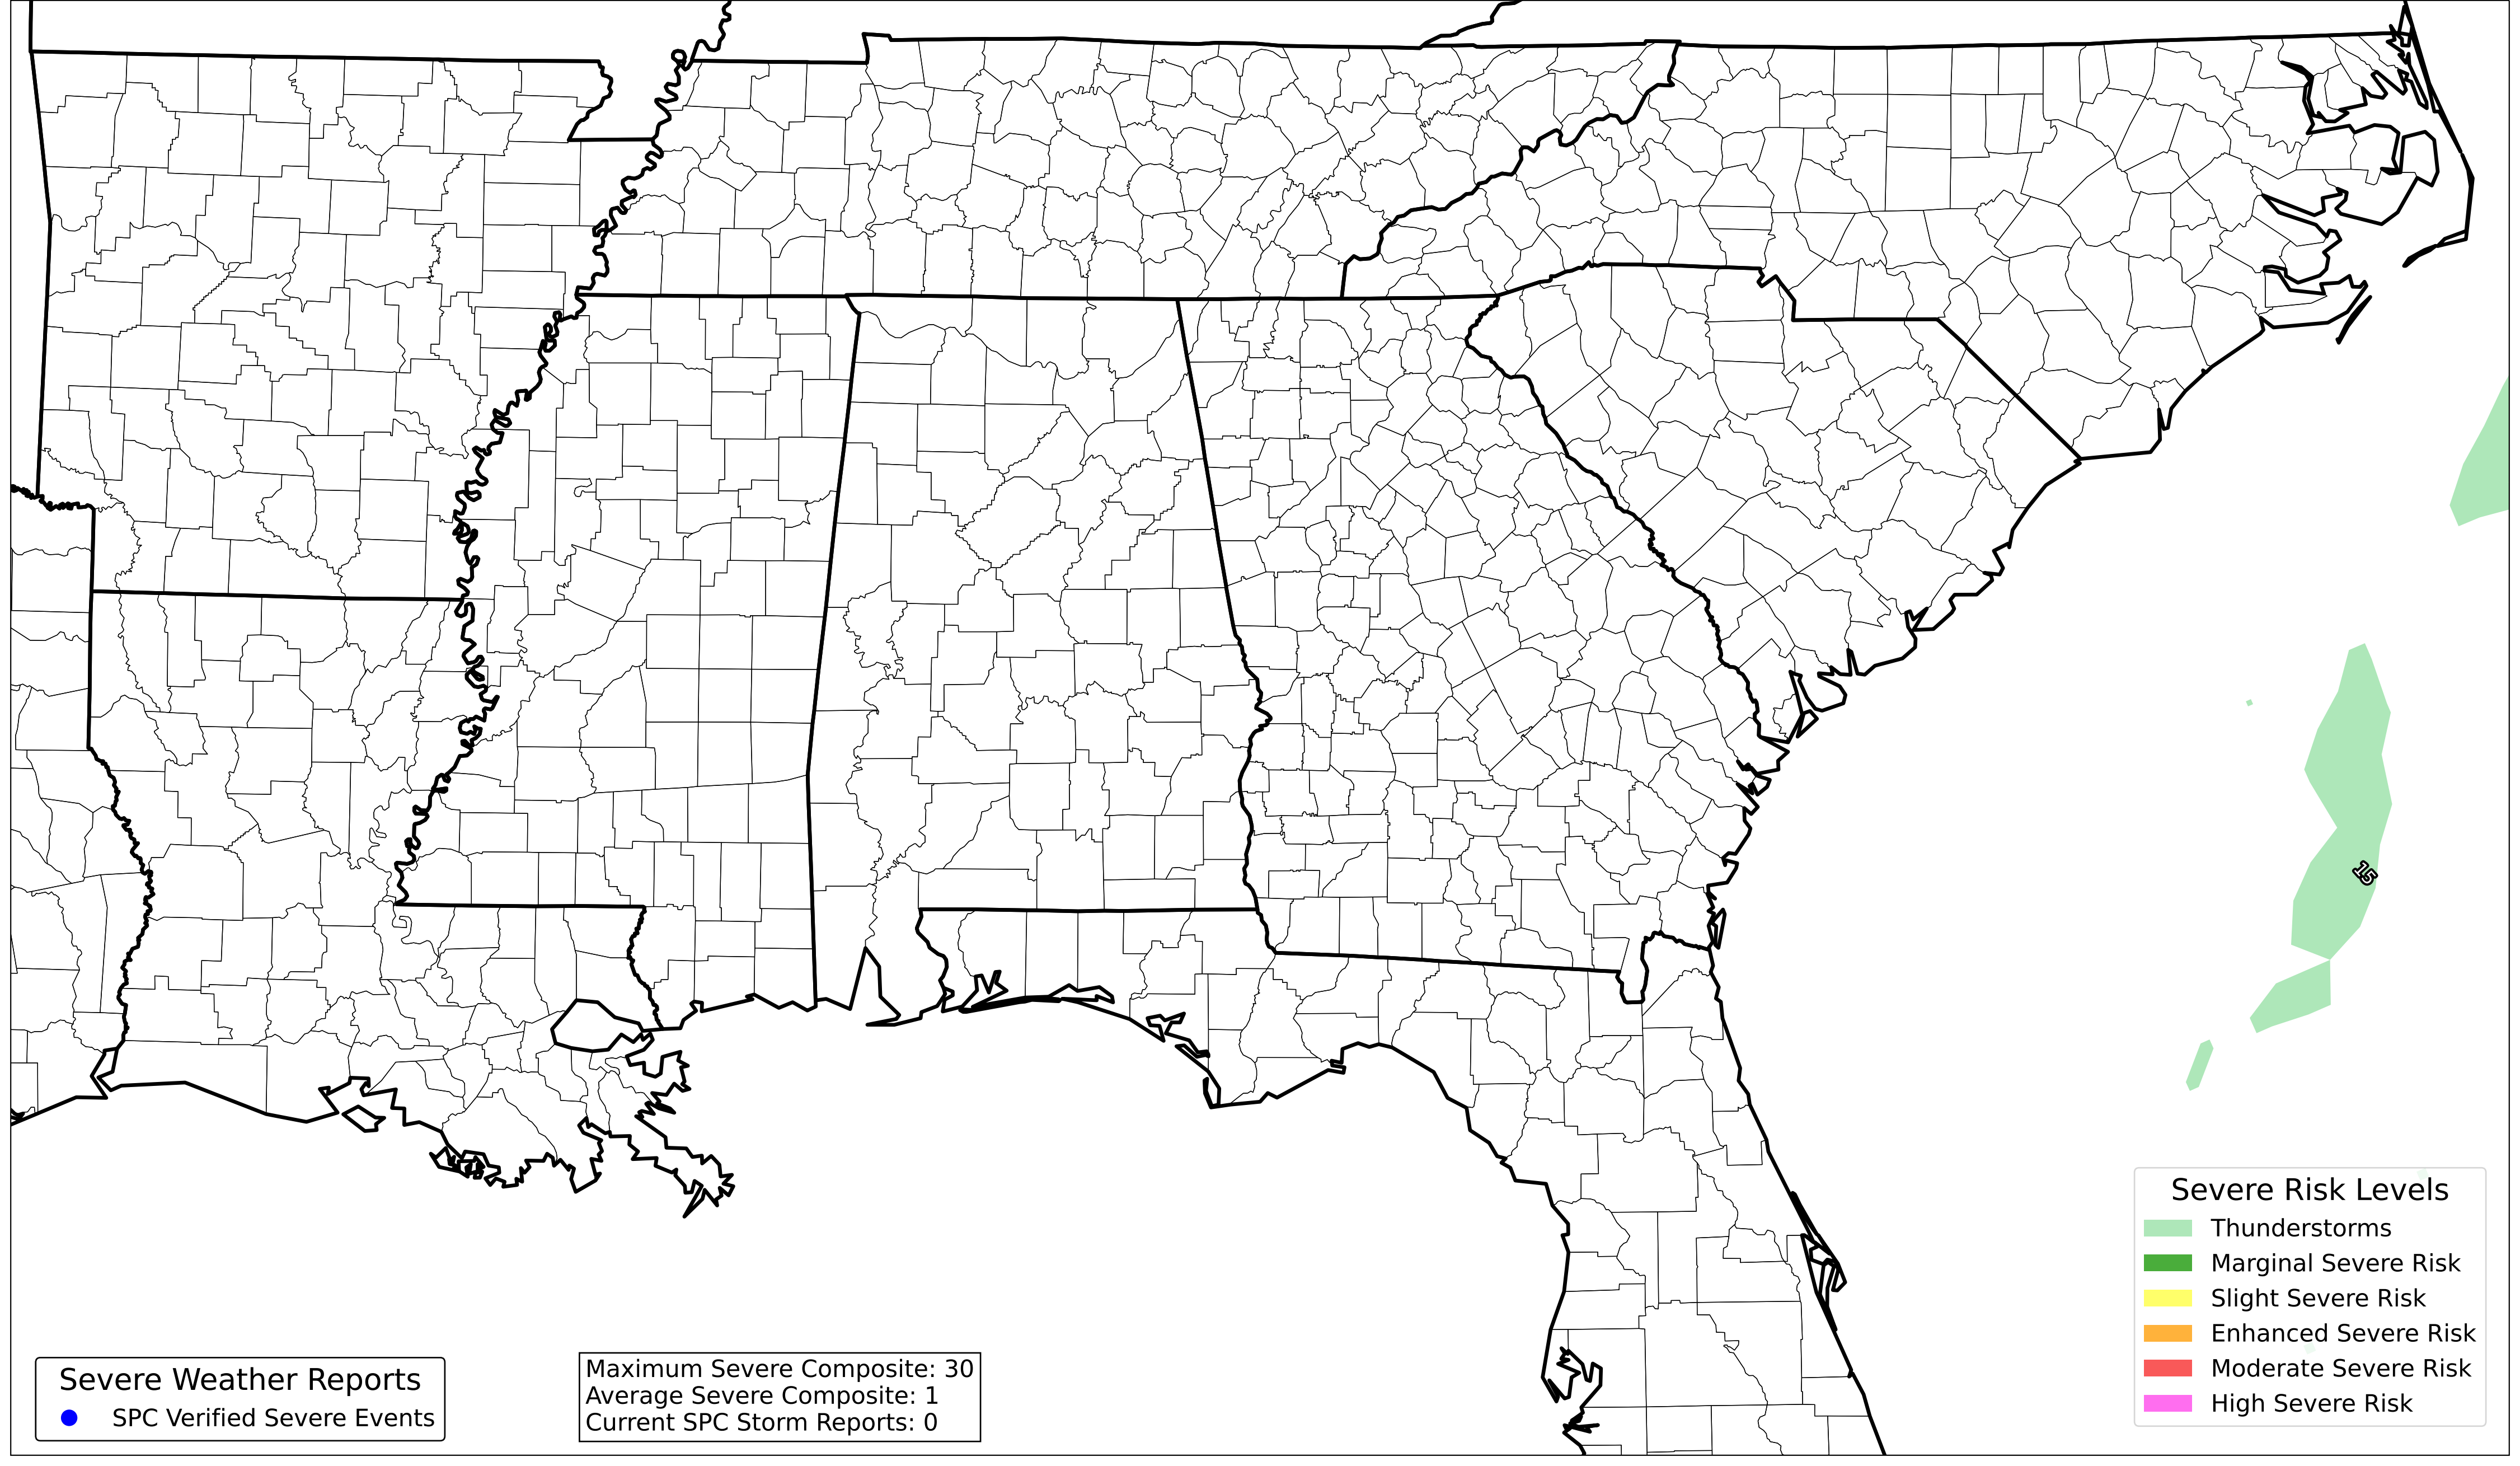 15
Severe Risk Levels
Thunderstorms
Marginal Severe Risk
Slight Severe Risk
Enhanced Severe Risk
Moderate Severe Risk
High Severe Risk
Severe Weather Reports
SPC Verified Severe Events
Maximum Severe Composite: 30
Average Severe Composite: 1
Current SPC Storm Reports: 0